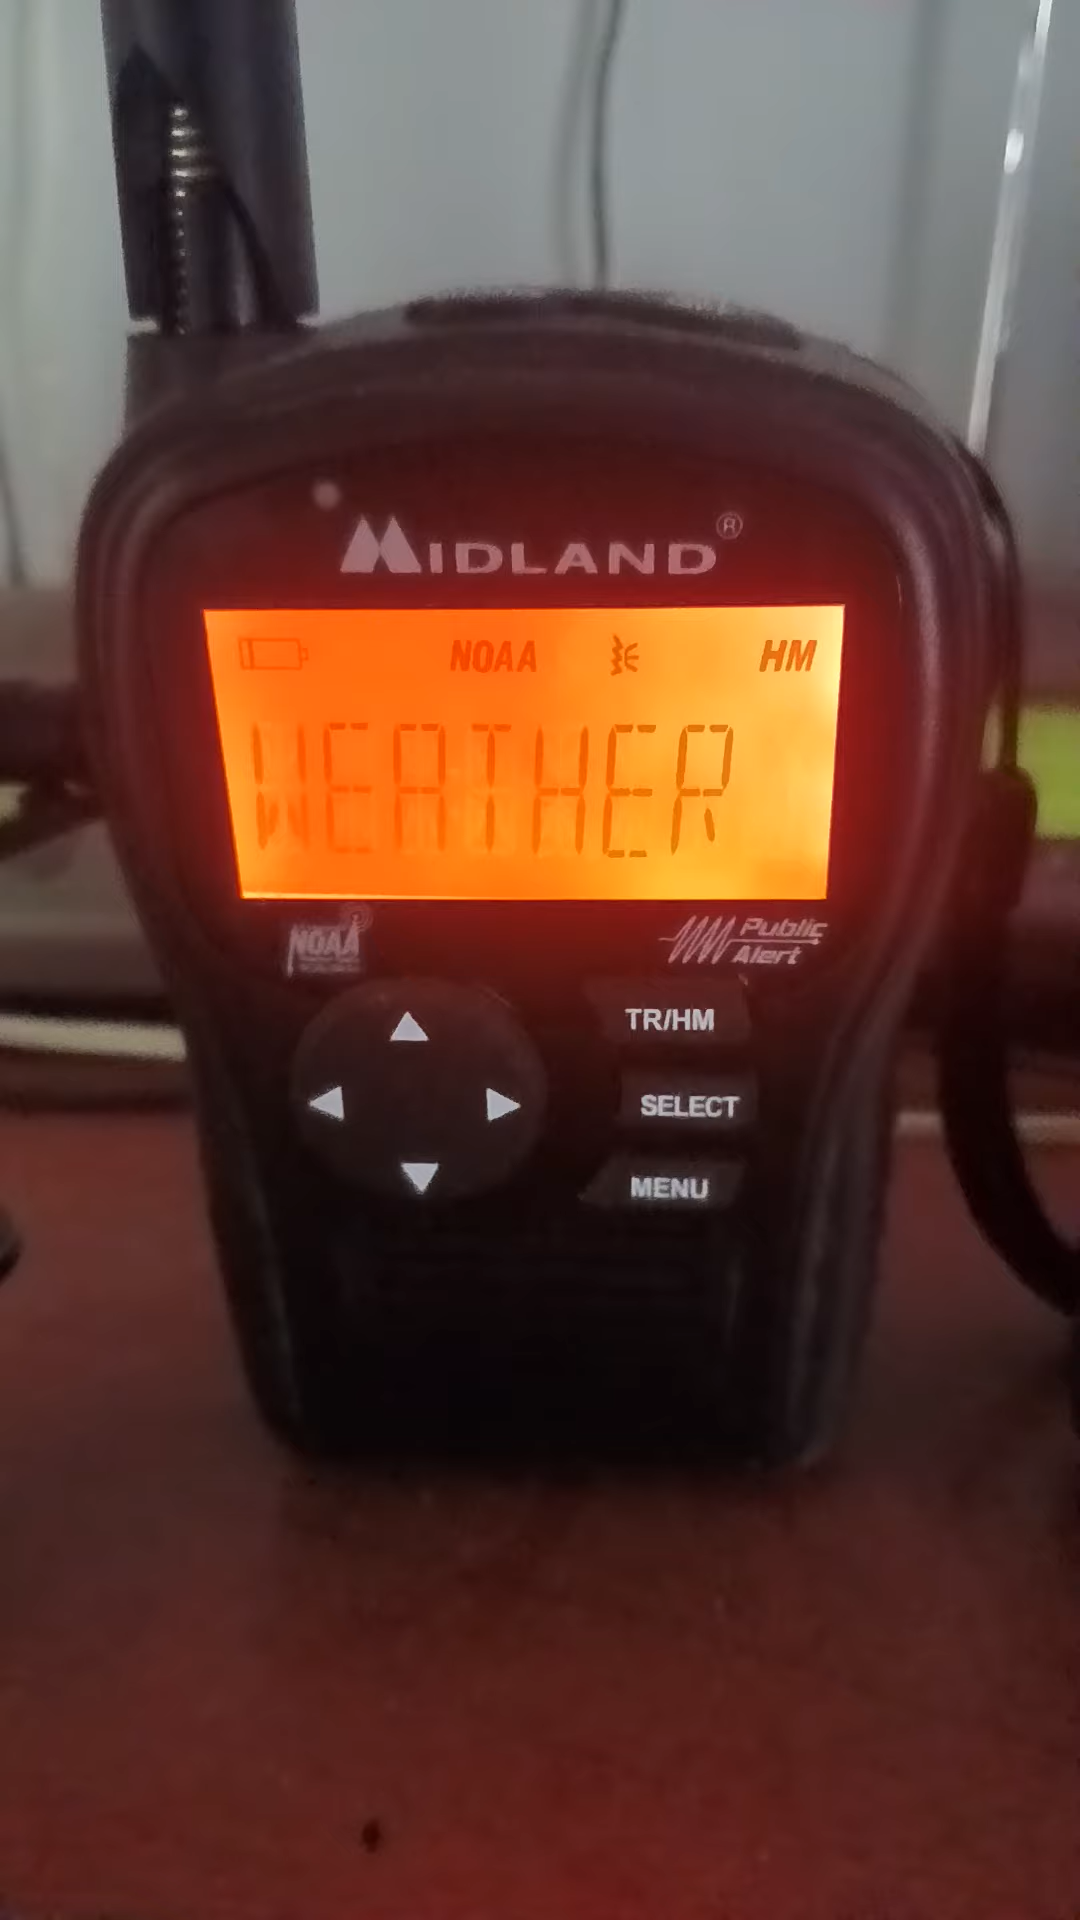 MIDLAND®
NOAA HM
WEATHER
NOAA
Public
Alert
TR/HM
SELECT
MENU